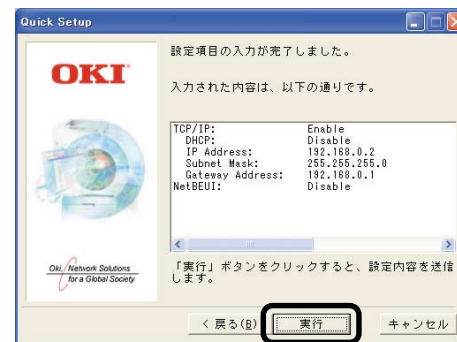 Quick Setup
OKI
設定項目の入力が完了しました。
入力された内容は、以下の通りです。
TCP/IP: Enable
DHCP: Disable
IP Address: 192.168.0.2
Subnet Mask: 255.255.255.0
Gateway Address: 192.168.0.1
NetBEUI: Disable
Oki, Network Solutions
for a Global Society
「実行」ボタンをクリックすると、設定内容を送信
します。
< 戻る(B)
実行
キャンセル